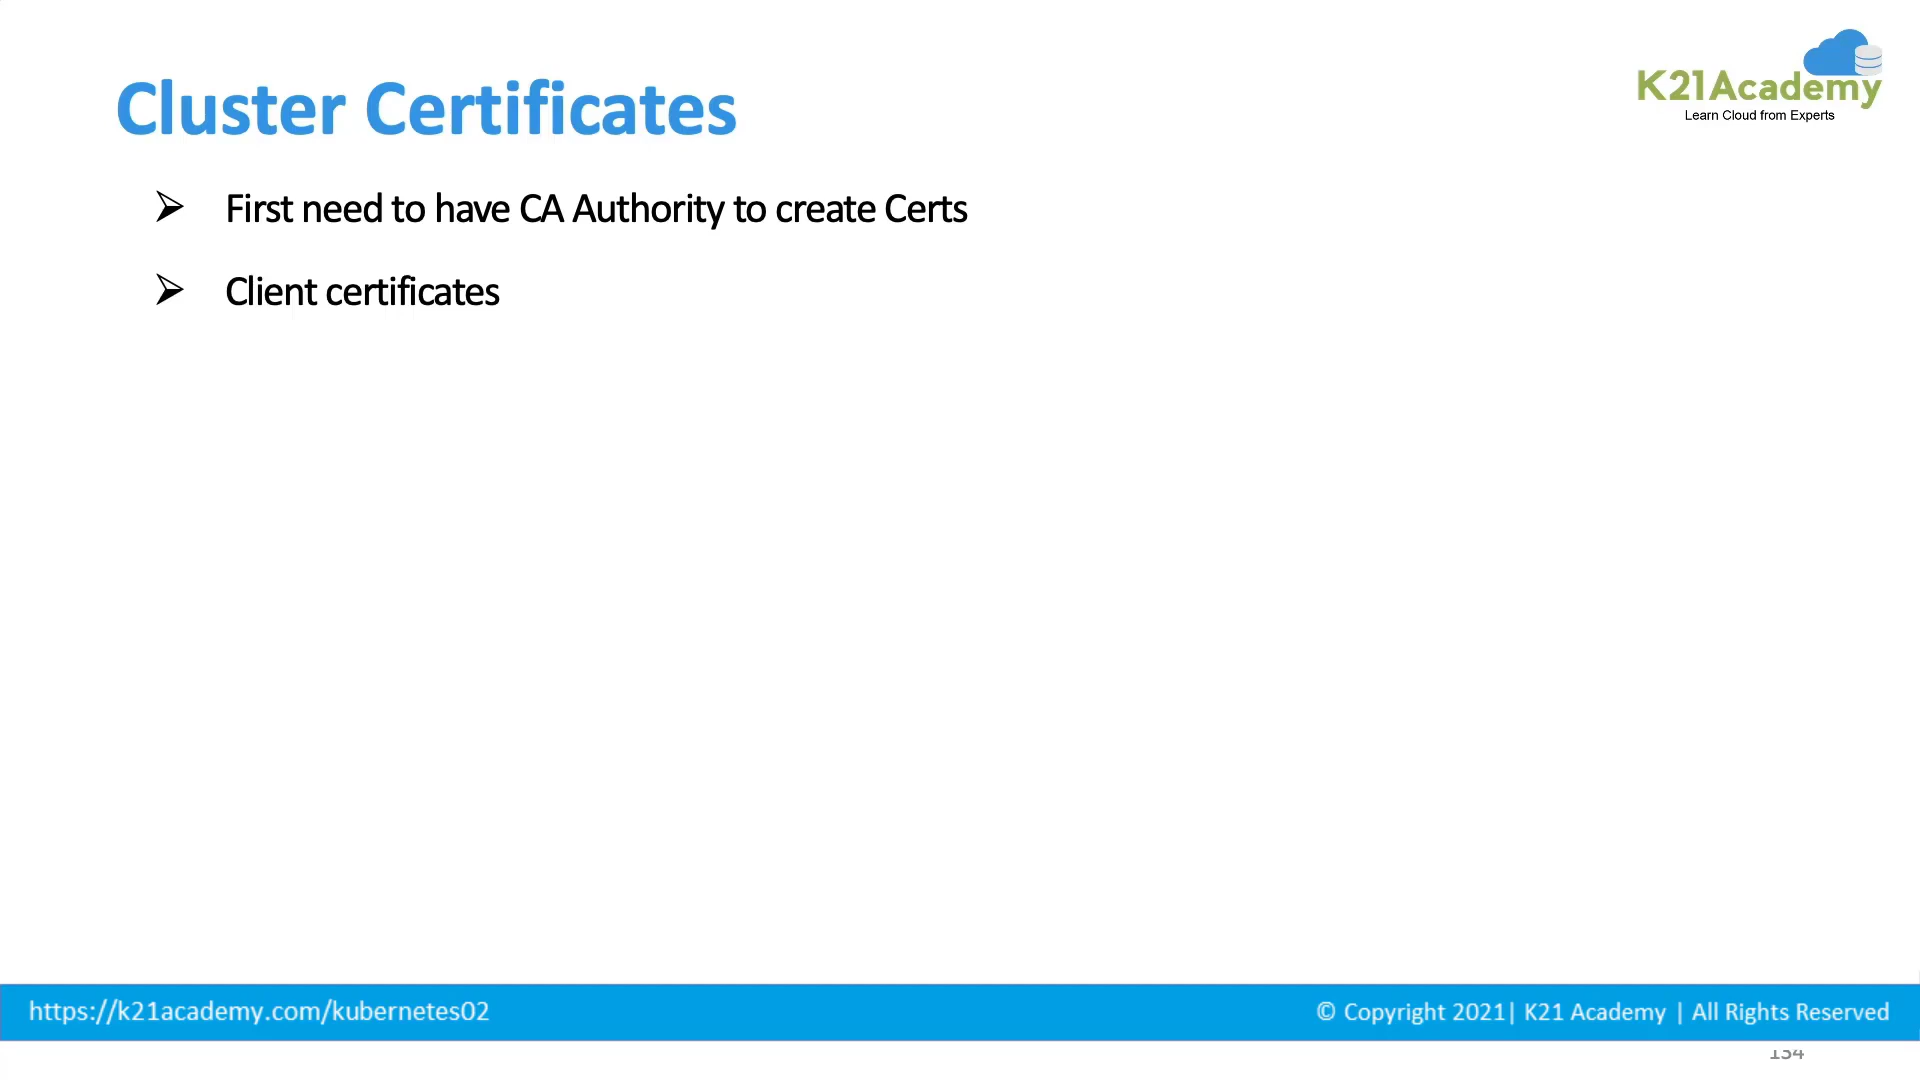 Cluster Certificates
K21Academy
Learn Cloud from Experts
First need to have CA Authority to create Certs
Client certificates
https://k21academy.com/kubernetes02
© Copyright 2021| K21 Academy | All Rights Reserved
134